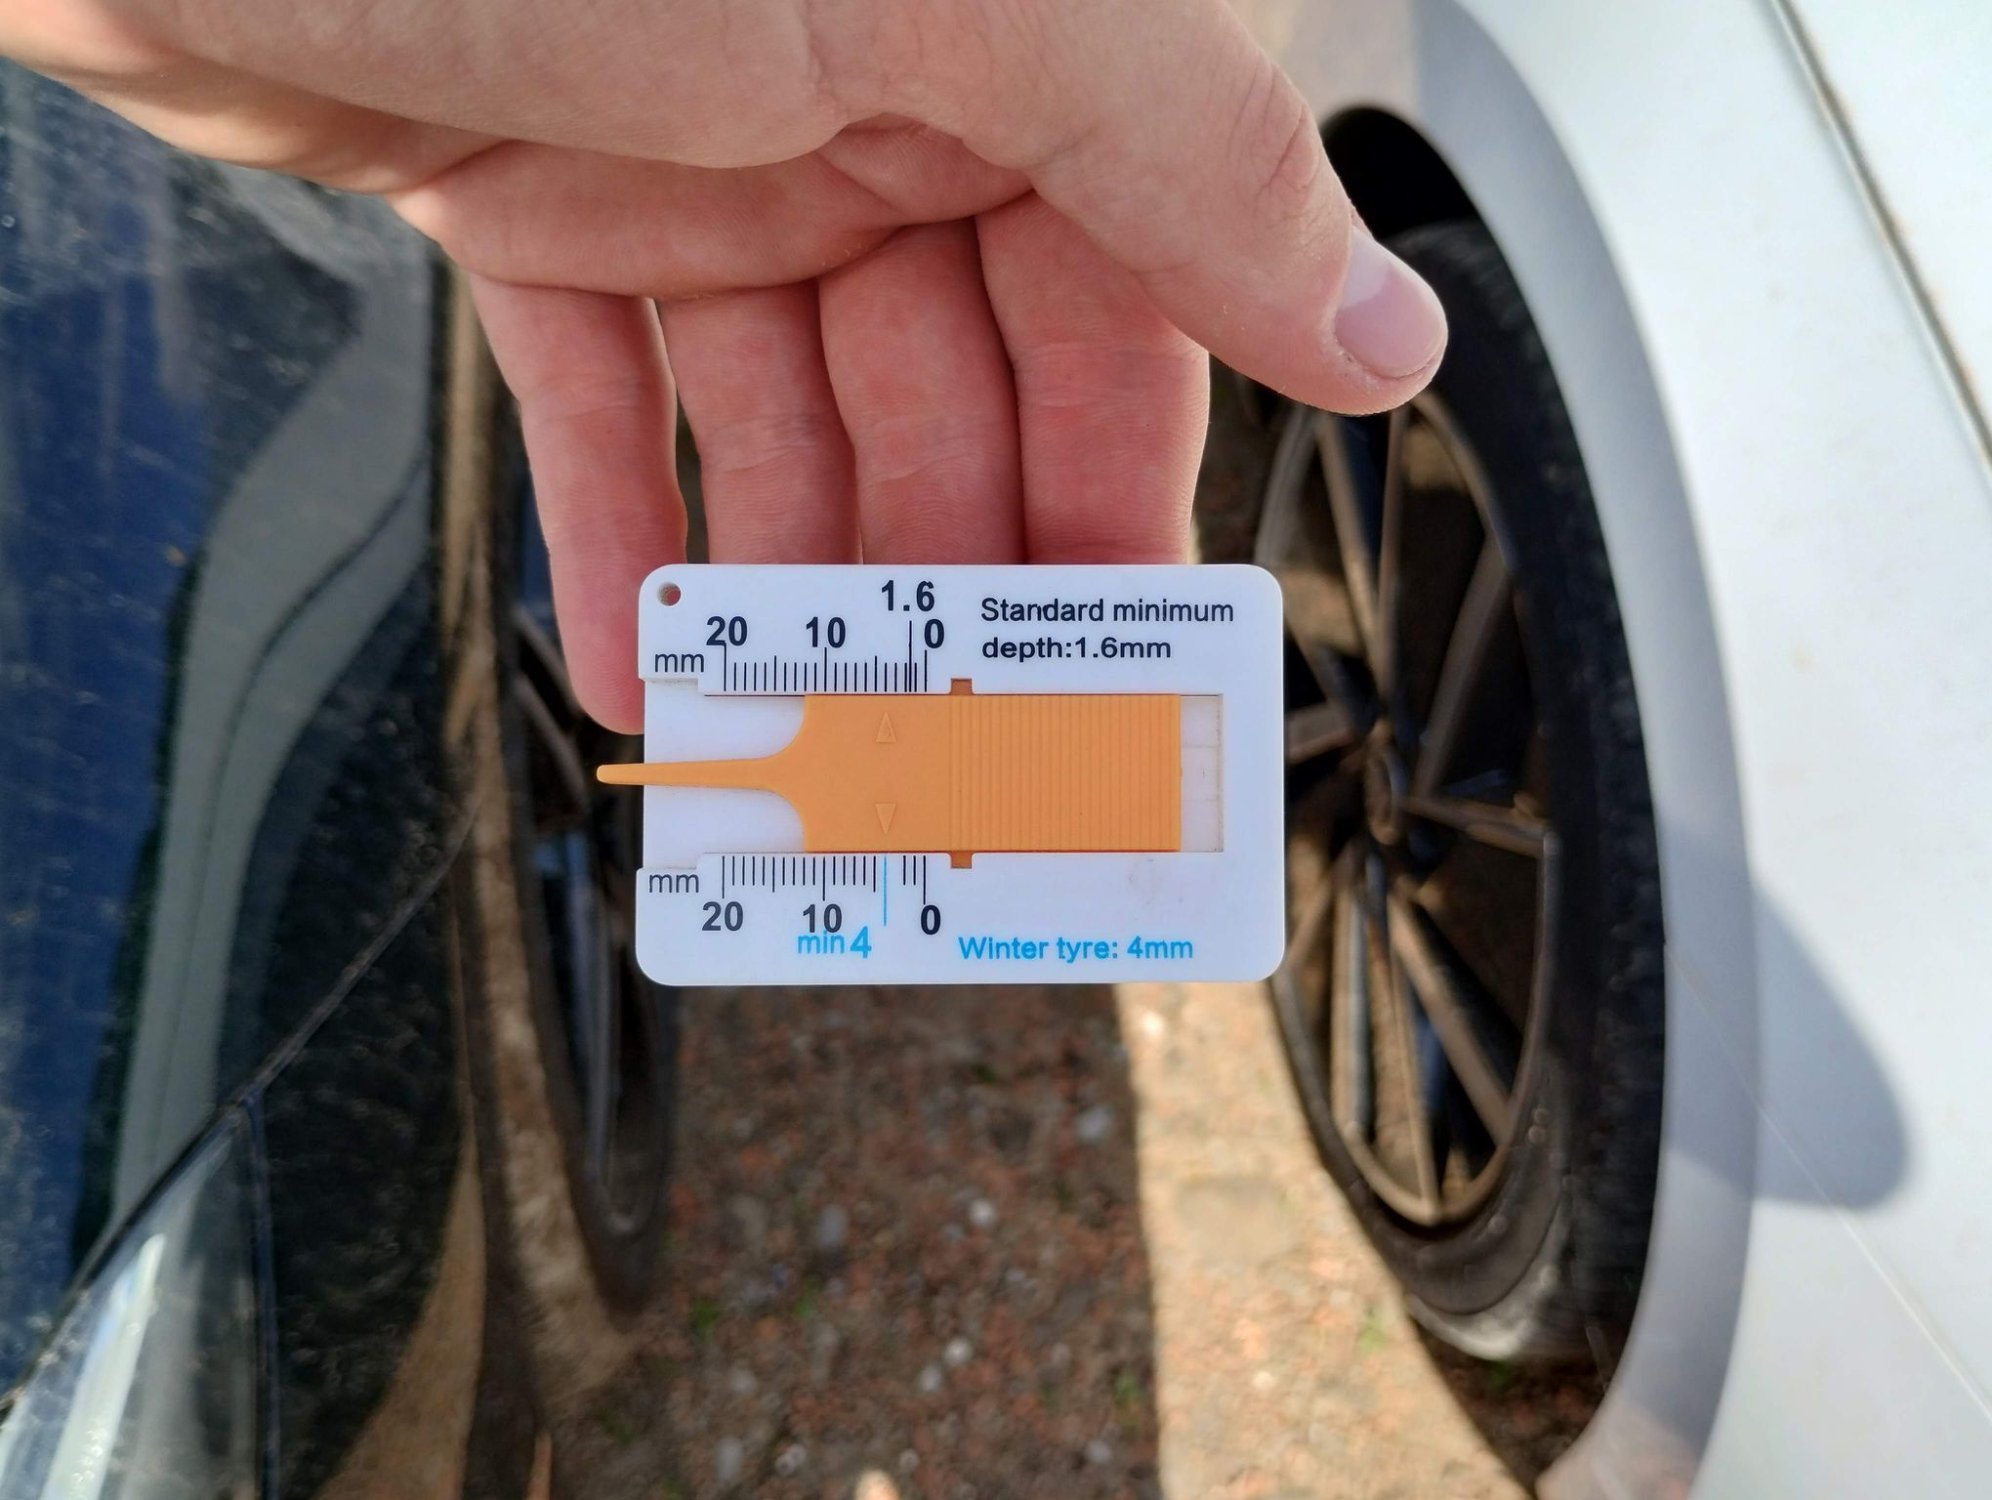 1.6
20 10 0
mm
Standard minimum
depth:1.6mm
mm
20 10 0
min 4
Winter tyre: 4mm